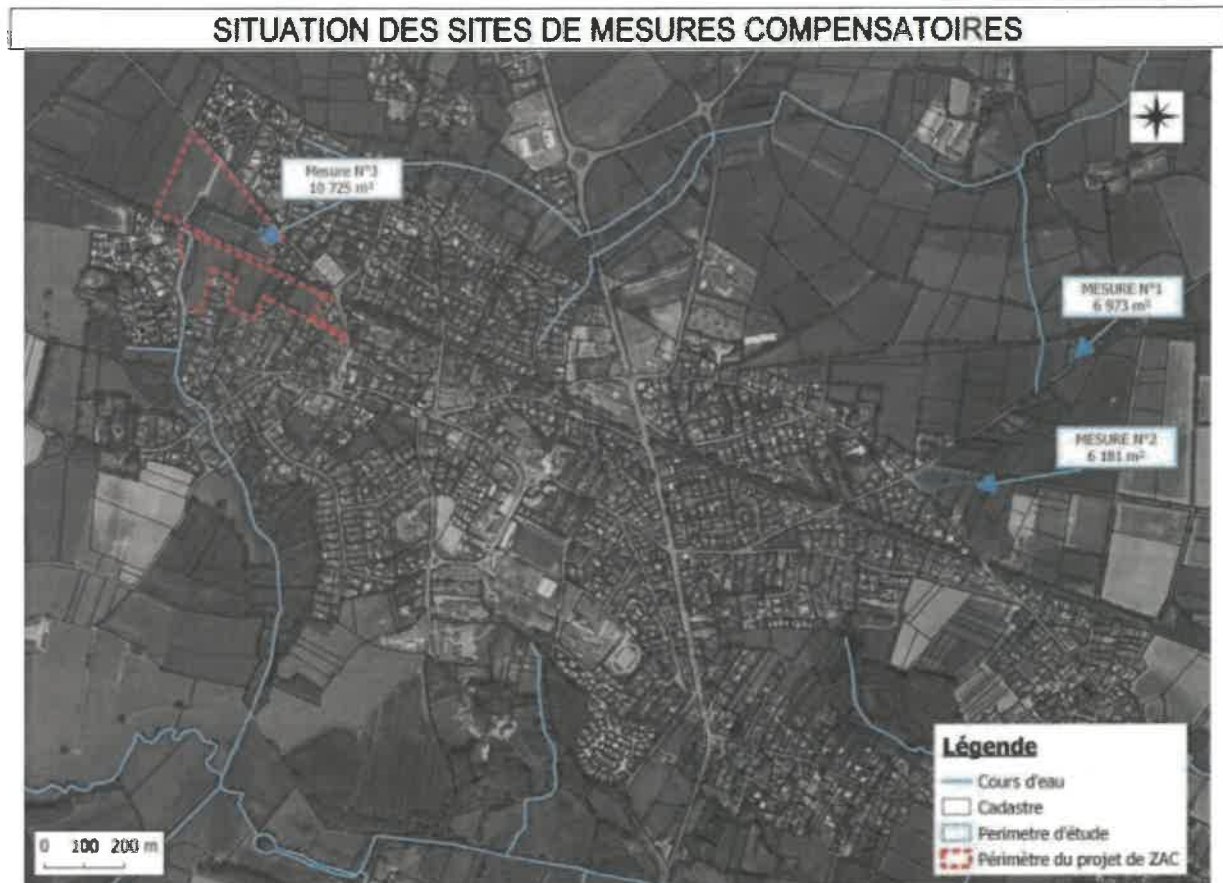 SITUATION DES SITES DE MESURES COMPENSATOIRES
Mesure N°3
10 725 m²
MESURE N°1
6 973 m²
MESURE N°2
6 181 m²
Légende
Cours d'eau
Cadastre
Perimetre d'étude
Périmètre du projet de ZAC
0 100 200 m